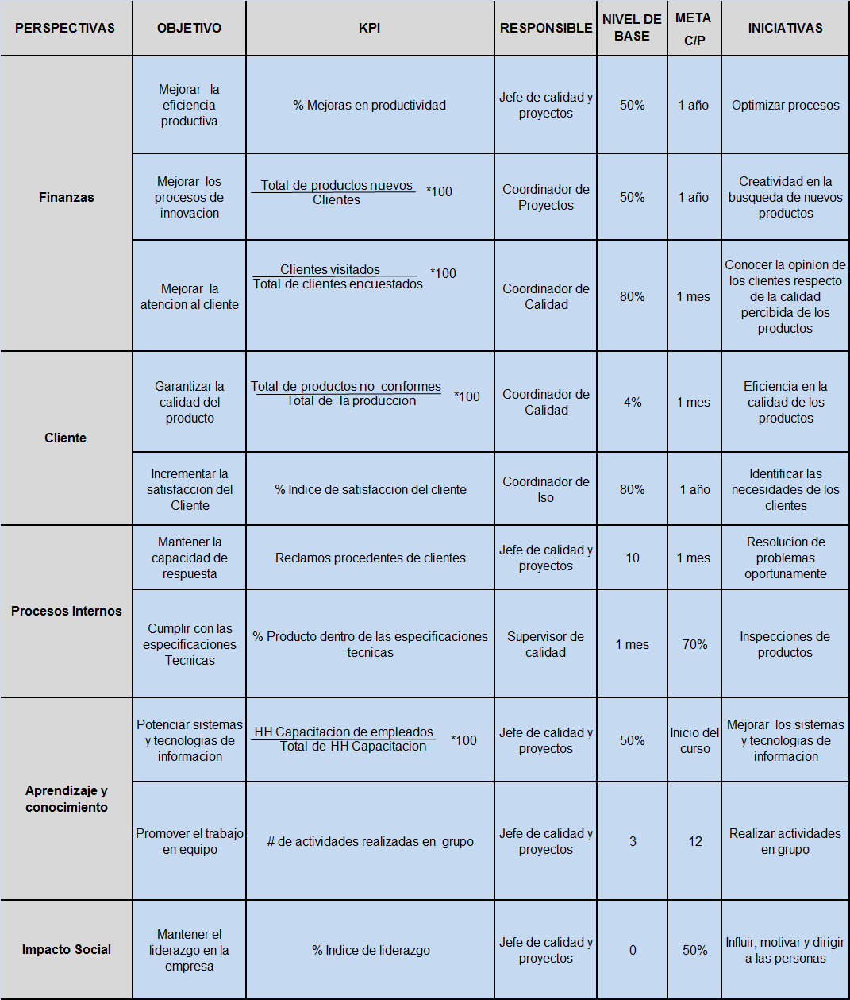 PERSPECTIVAS
OBJETIVO
KPI
RESPONSIBLE
NIVEL DE
BASE
META
C/P
INICIATIVAS
Finanzas
Mejorar la
eficiencia
productiva
% Mejoras en productividad
Jefe de calidad y
proyectos
50%
1 año
Optimizar procesos
Mejorar los
procesos de
innovacion
Total de productos nuevos
Clientes
*100
Coordinador de
Proyectos
50%
1 año
Creatividad en la
busqueda de nuevos
productos
Mejorar la
atencion al cliente
Clientes visitados
Total de clientes encuestados
*100
Coordinador de
Calidad
80%
1 mes
Conocer la opinion de
los clientes respecto
de la calidad
percibida de los
productos
Cliente
Garantizar la
calidad del
producto
Total de productos no conformes
Total de la produccion
*100
Coordinador de
Calidad
4%
1 mes
Eficiencia en la
calidad de los
productos
Incrementar la
satisfaccion del
Cliente
% Indice de satisfaccion del cliente
Coordinador de
Iso
80%
1 año
Identificar las
necesidades de los
clientes
Procesos Internos
Mantener la
capacidad de
respuesta
Reclamos procedentes de clientes
Jefe de calidad y
proyectos
10
1 mes
Resolucion de
problemas
oportunamente
Cumplir con las
especificaciones
Tecnicas
% Producto dentro de las especificaciones
tecnicas
Supervisor de
calidad
1 mes
70%
Inspecciones de
productos
Aprendizaje y
conocimiento
Potenciar sistemas
y tecnologias de
informacion
HH Capacitacion de empleados
Total de HH Capacitacion
*100
Jefe de calidad y
proyectos
50%
Inicio del
curso
Mejorar los sistemas
y tecnologias de
informacion
Promover el trabajo
en equipo
# de actividades realizadas en grupo
Jefe de calidad y
proyectos
3
12
Realizar actividades
en grupo
Impacto Social
Mantener el
liderazgo en la
empresa
% Indice de liderazgo
Jefe de calidad y
proyectos
0
50%
Influir, motivar y dirigir
a las personas